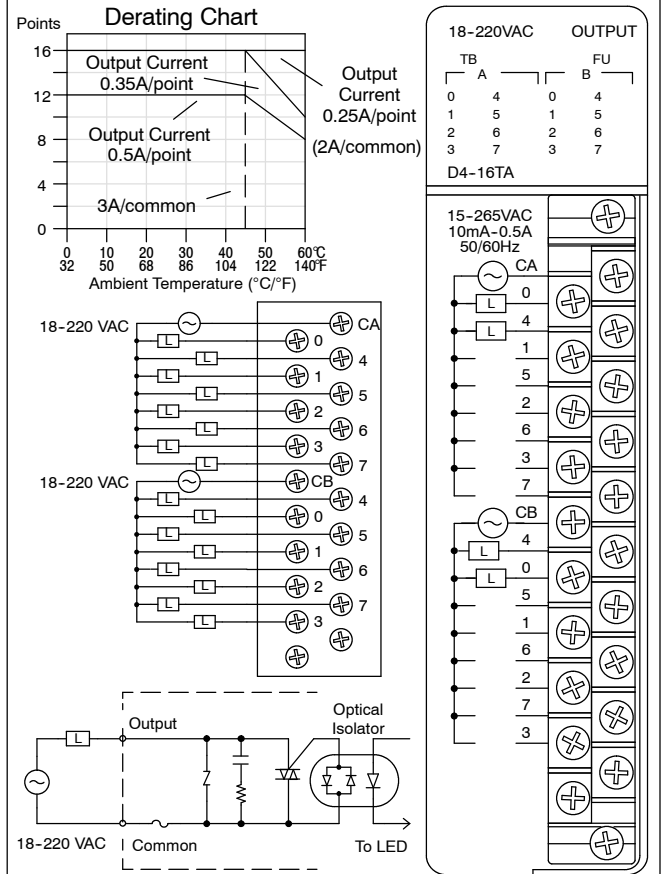 Derating Chart
Points
16
12
8
4
0
Output Current
0.35A/point
Output Current
0.5A/point
3A/common
Output
Current
0.25A/point
(2A/common)
0 10 20 30 40 50 60°C
32 50 68 86 104 122 140°F
Ambient Temperature (°C/°F)
18-220 VAC
L
L
L
L
L
L
L
L
CA
0
4
1
5
2
6
3
7
18-220 VAC
L
L
L
L
L
L
L
L
CB
4
0
5
1
6
2
7
3
L
Output
Optical
Isolator
18-220 VAC
Common
To LED
18-220VAC OUTPUT
TB FU
A B
0 4 0 4
1 5 1 5
2 6 2 6
3 7 3 7
D4-16TA
15-265VAC
10mA-0.5A
50/60Hz
CA
L 0
L 4
1
5
2
6
3
7
CB
L 4
L 0
5
1
6
2
7
3